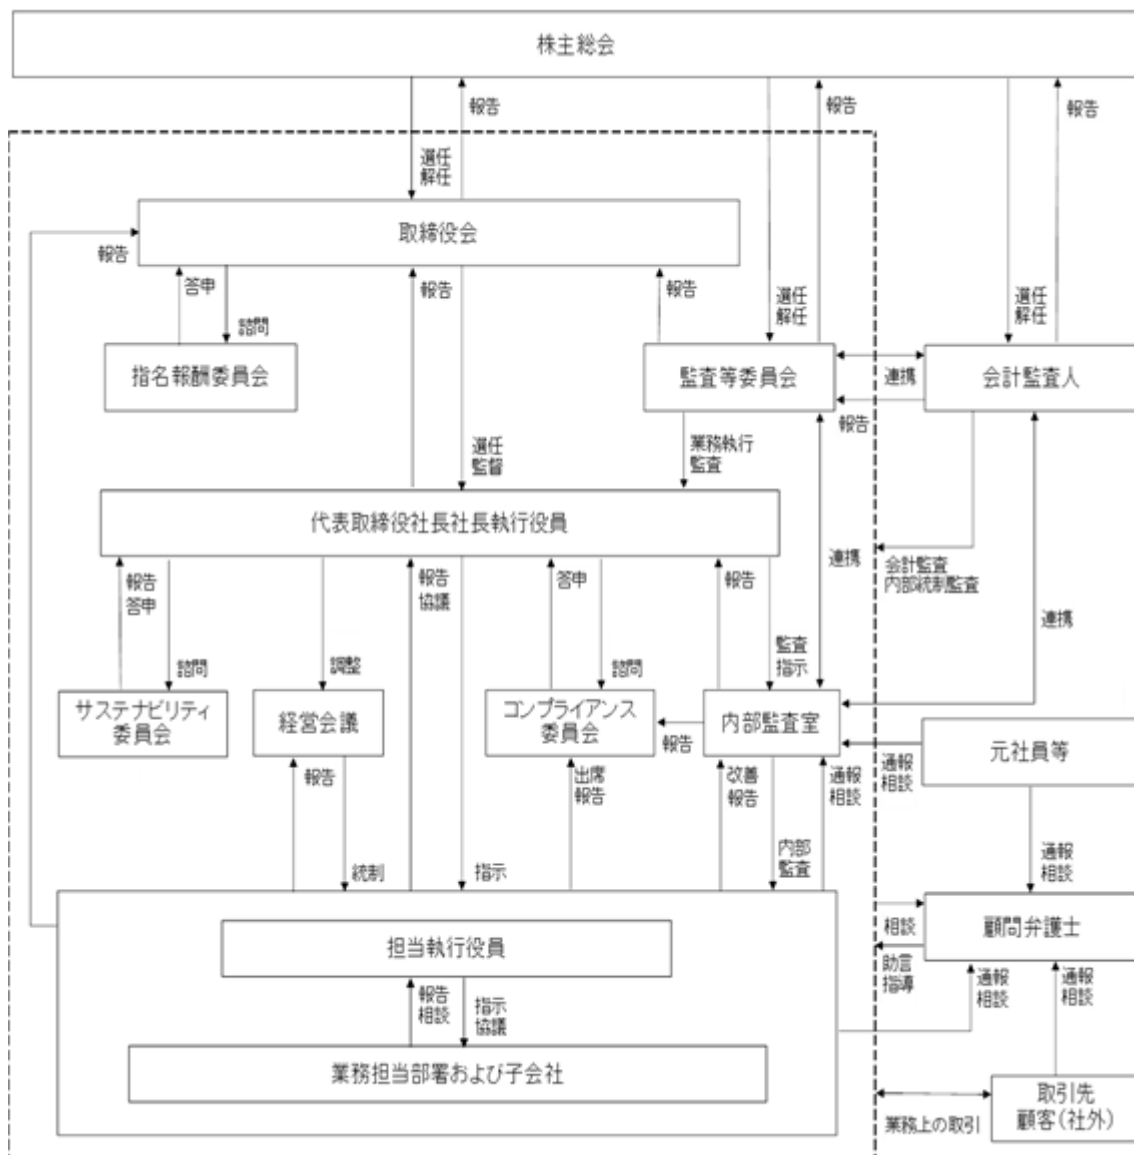 株主総会
報告
報告
報告
選任
解任
取締役会
報告
答申
諮問
報告
報告
選任
解任
選任
解任
指名報酬委員会
監査等委員会
連携
会計監査人
報告
選任
監督
業務執行
監査
代表取締役社長社長執行役員
連携
会計監査
内部統制監査
報告
答申
諮問
調整
報告
協議
答申
諮問
報告
監査
指示
連携
サステナビリティ
委員会
経営会議
コンプライアンス
委員会
報告
内部監査室
元社員等
通報
相談
報告
統制
指示
出席
報告
改善
報告
内部
監査
通報
相談
通報
相談
担当執行役員
相談
顧問弁護士
助言
指導
報告
相談
指示
協議
通報
相談
通報
相談
業務担当部署および子会社
業務上の取引
取引先
顧客(社外)